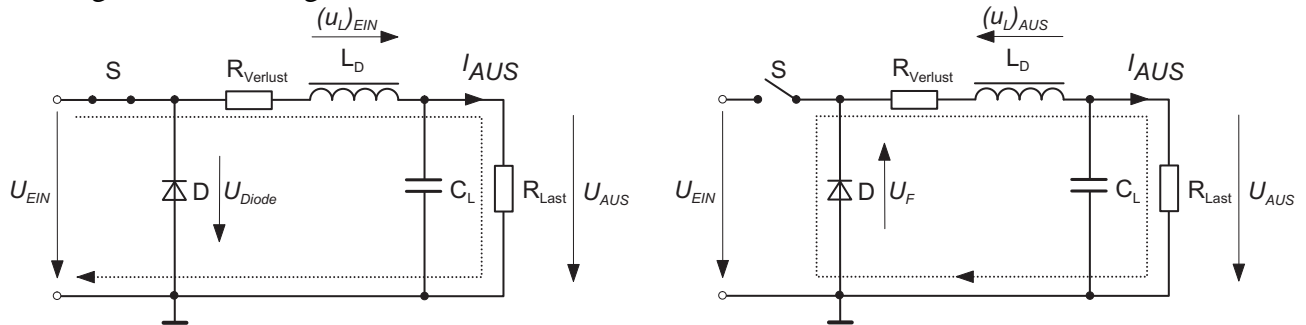 (u_L)_EIN
L_D
S
R_Verlust
I_AUS
U_EIN
D
U_Diode
C_L
R_Last
U_AUS
(u_L)_AUS
L_D
S
R_Verlust
I_AUS
U_EIN
D
U_F
C_L
R_Last
U_AUS